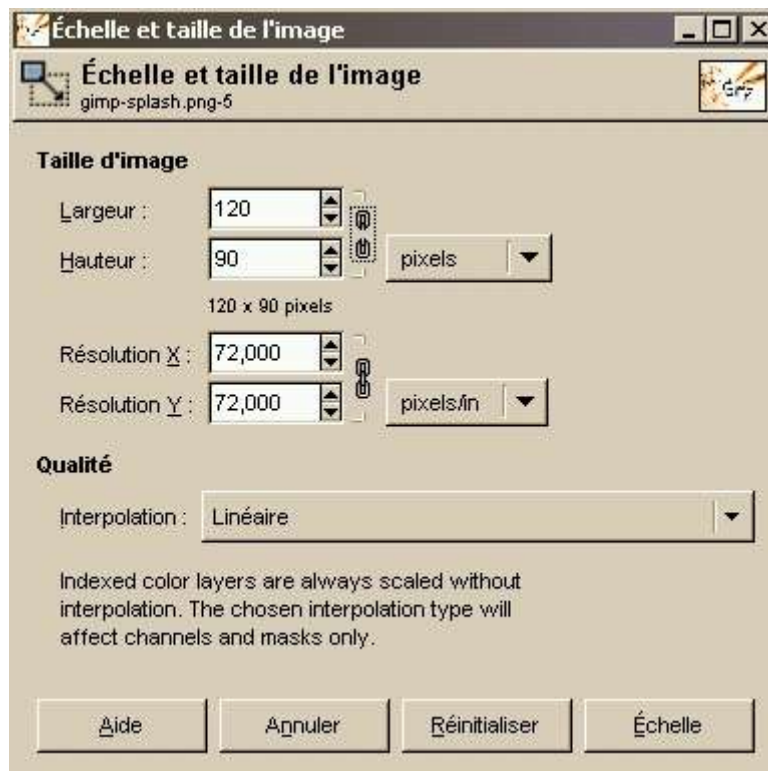 Échelle et taille de l'image
Échelle et taille de l'image
gimp-splash.png-5
Taille d'image
Largeur : 120
Hauteur : 90 pixels
120 x 90 pixels
Résolution X : 72,000
Résolution Y : 72,000 pixels/in
Qualité
Interpolation : Linéaire
Indexed color layers are always scaled without
interpolation. The chosen interpolation type will
affect channels and masks only.
Aide Annuler Réinitialiser Échelle